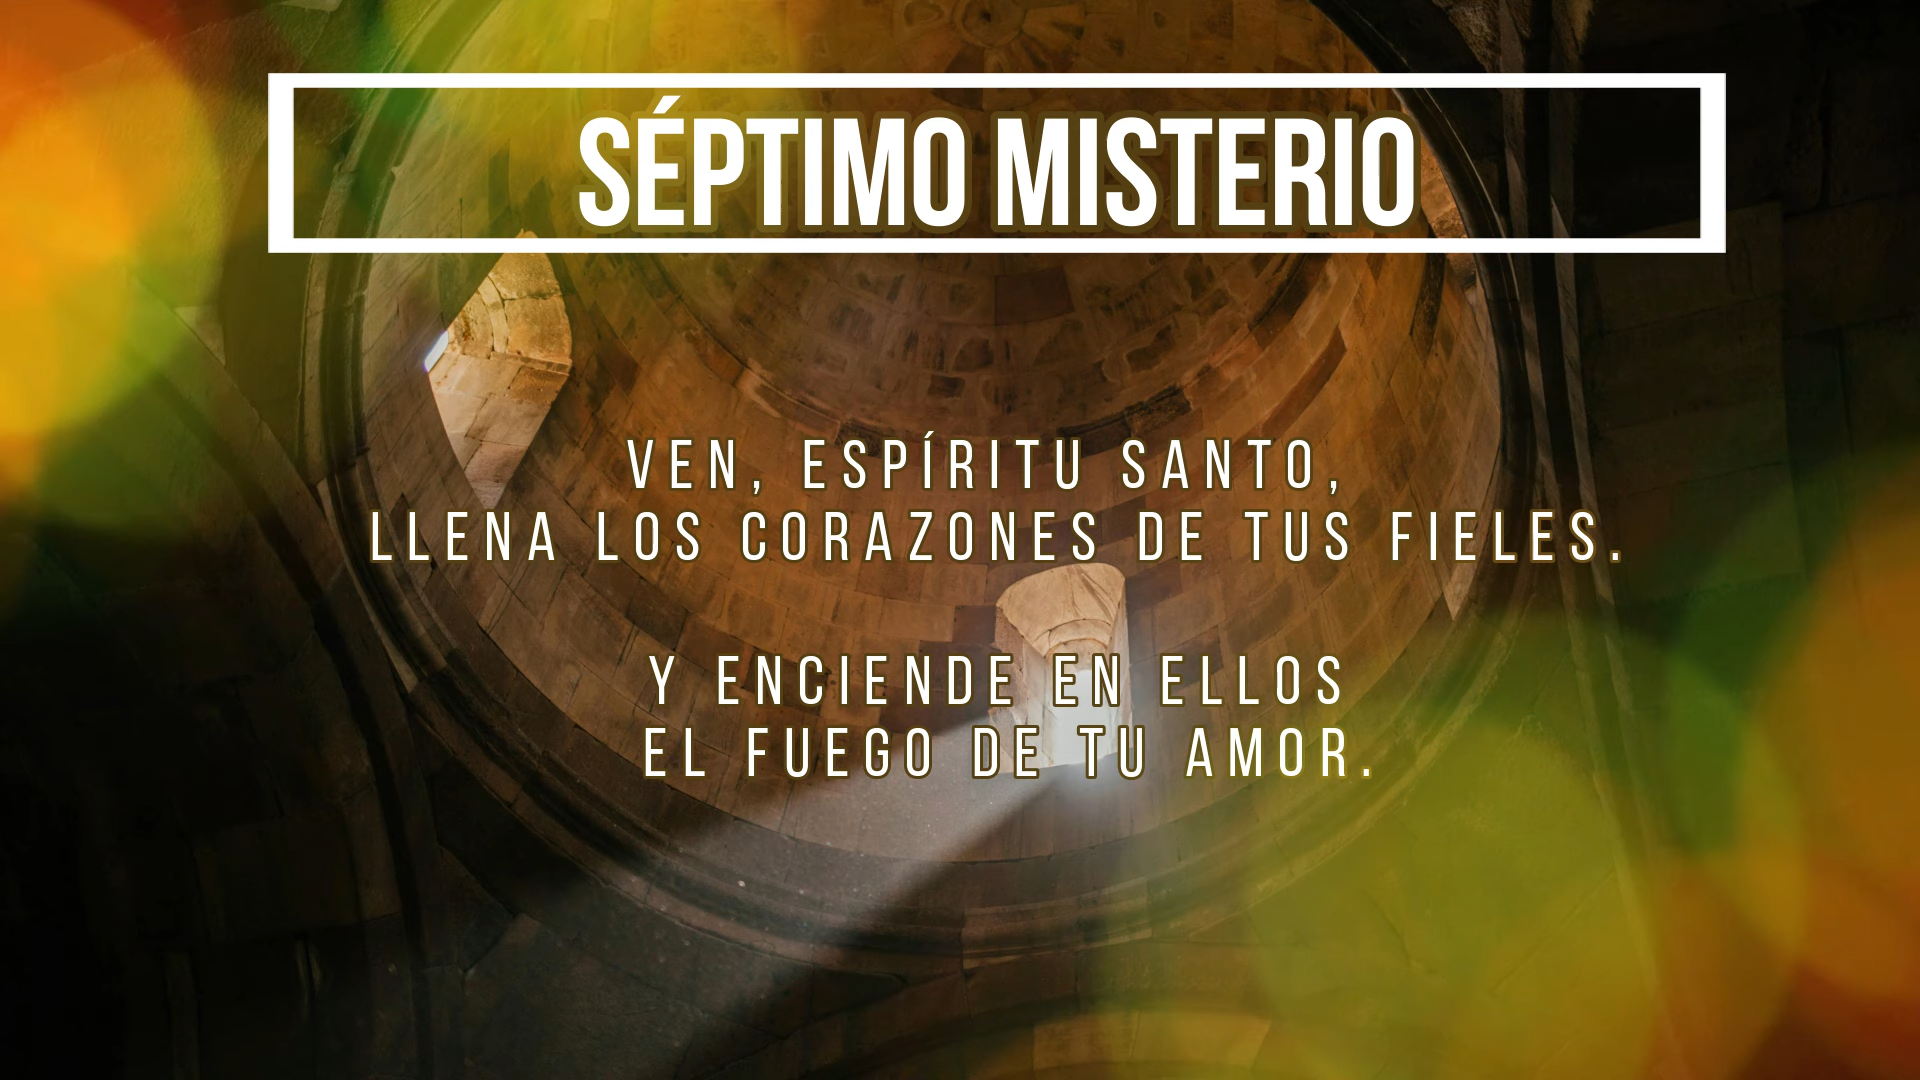 SÉPTIMO MISTERIO
VEN, ESPÍRITU SANTO,
LLENA LOS CORAZONES DE TUS FIELES.
Y ENCIENDE EN ELLOS
EL FUEGO DE TU AMOR.